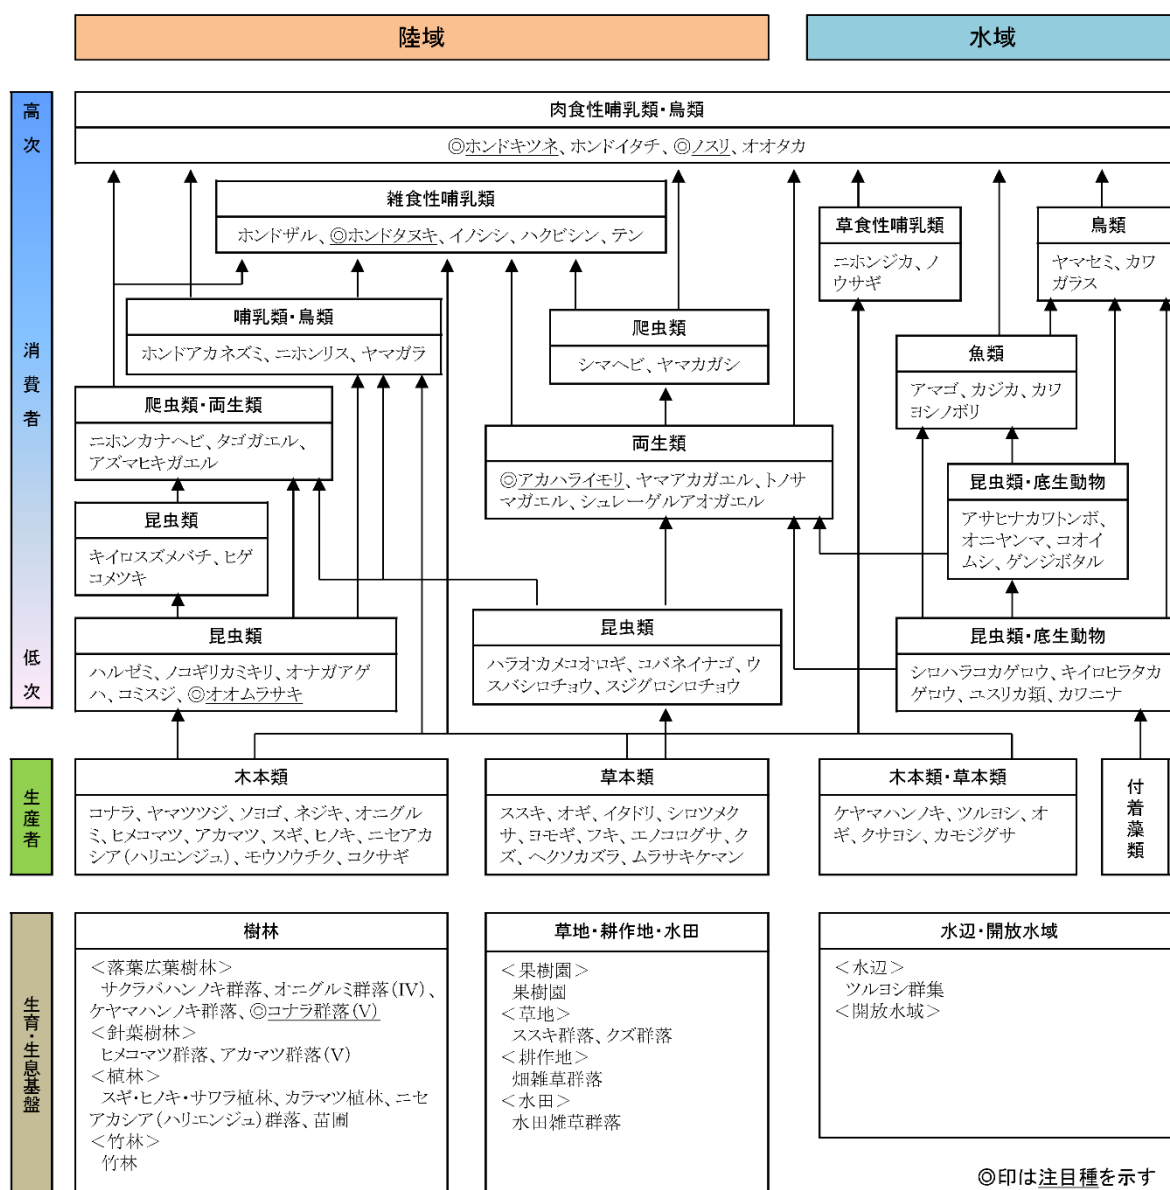 陸域
水域
高次
消費者
低次
肉食性哺乳類・鳥類
◎ホンドキツネ、ホンドイタチ、◎ノスリ、オオタカ
雑食性哺乳類
ホンドザル、◎ホンドタヌキ、イノシシ、ハクビシン、テン
草食性哺乳類
ニホンジカ、ノ
ウサギ
鳥類
ヤマセミ、カワ
ガラス
哺乳類・鳥類
ホンドアカネズミ、ニホンリス、ヤマガラ
爬虫類
シマヘビ、ヤマカガシ
魚類
アマゴ、カジカ、カワ
ヨシノボリ
爬虫類・両生類
ニホンカナヘビ、タゴガエル、
アズマヒキガエル
両生類
◎アカハライモリ、ヤマアカガエル、トノサ
マガエル、シュレーゲルアオガエル
昆虫類・底生動物
アサヒナカワトンボ、
オニヤンマ、コオイ
ムシ、ゲンジボタル
昆虫類
キイロスズメバチ、ヒゲ
コメツキ
昆虫類
ハルゼミ、ノコギリカミキリ、オナガアゲ
ハ、コミスジ、◎オオムラサキ
昆虫類
ハラオカメコオロギ、コバネイナゴ、ウ
スバシロチョウ、スジグロシロチョウ
昆虫類・底生動物
シロハラコカゲロウ、キイロヒラタカ
ゲロウ、ユスリカ類、カワニナ
生産者
木本類
コナラ、ヤマツツジ、ソヨゴ、ネジキ、オニグル
ミ、ヒメコマツ、アカマツ、スギ、ヒノキ、ニセアカ
シア(ハリエンジュ)、モウソウチク、コクサギ
草本類
ススキ、オギ、イタドリ、シロツメク
サ、ヨモギ、フキ、エノコログサ、ク
ズ、ヘクソカズラ、ムラサキケマン
木本類・草本類
ケヤマハンノキ、ツルヨシ、オ
ギ、クサヨシ、カモジグサ
付着藻類
生育・生息基盤
樹林
＜落葉広葉樹林＞
サクラバハンノキ群落、オニグルミ群落(Ⅳ)、
ケヤマハンノキ群落、◎コナラ群落(Ⅴ)
＜針葉樹林＞
ヒメコマツ群落、アカマツ群落(Ⅴ)
＜植林＞
スギ・ヒノキ・サワラ植林、カラマツ植林、ニセ
アカシア(ハリエンジュ)群落、苗圃
＜竹林＞
竹林
草地・耕作地・水田
＜果樹園＞
果樹園
＜草地＞
ススキ群落、クズ群落
＜耕作地＞
畑雑草群落
＜水田＞
水田雑草群落
水辺・開放水域
＜水辺＞
ツルヨシ群集
＜開放水域＞
◎印は注目種を示す